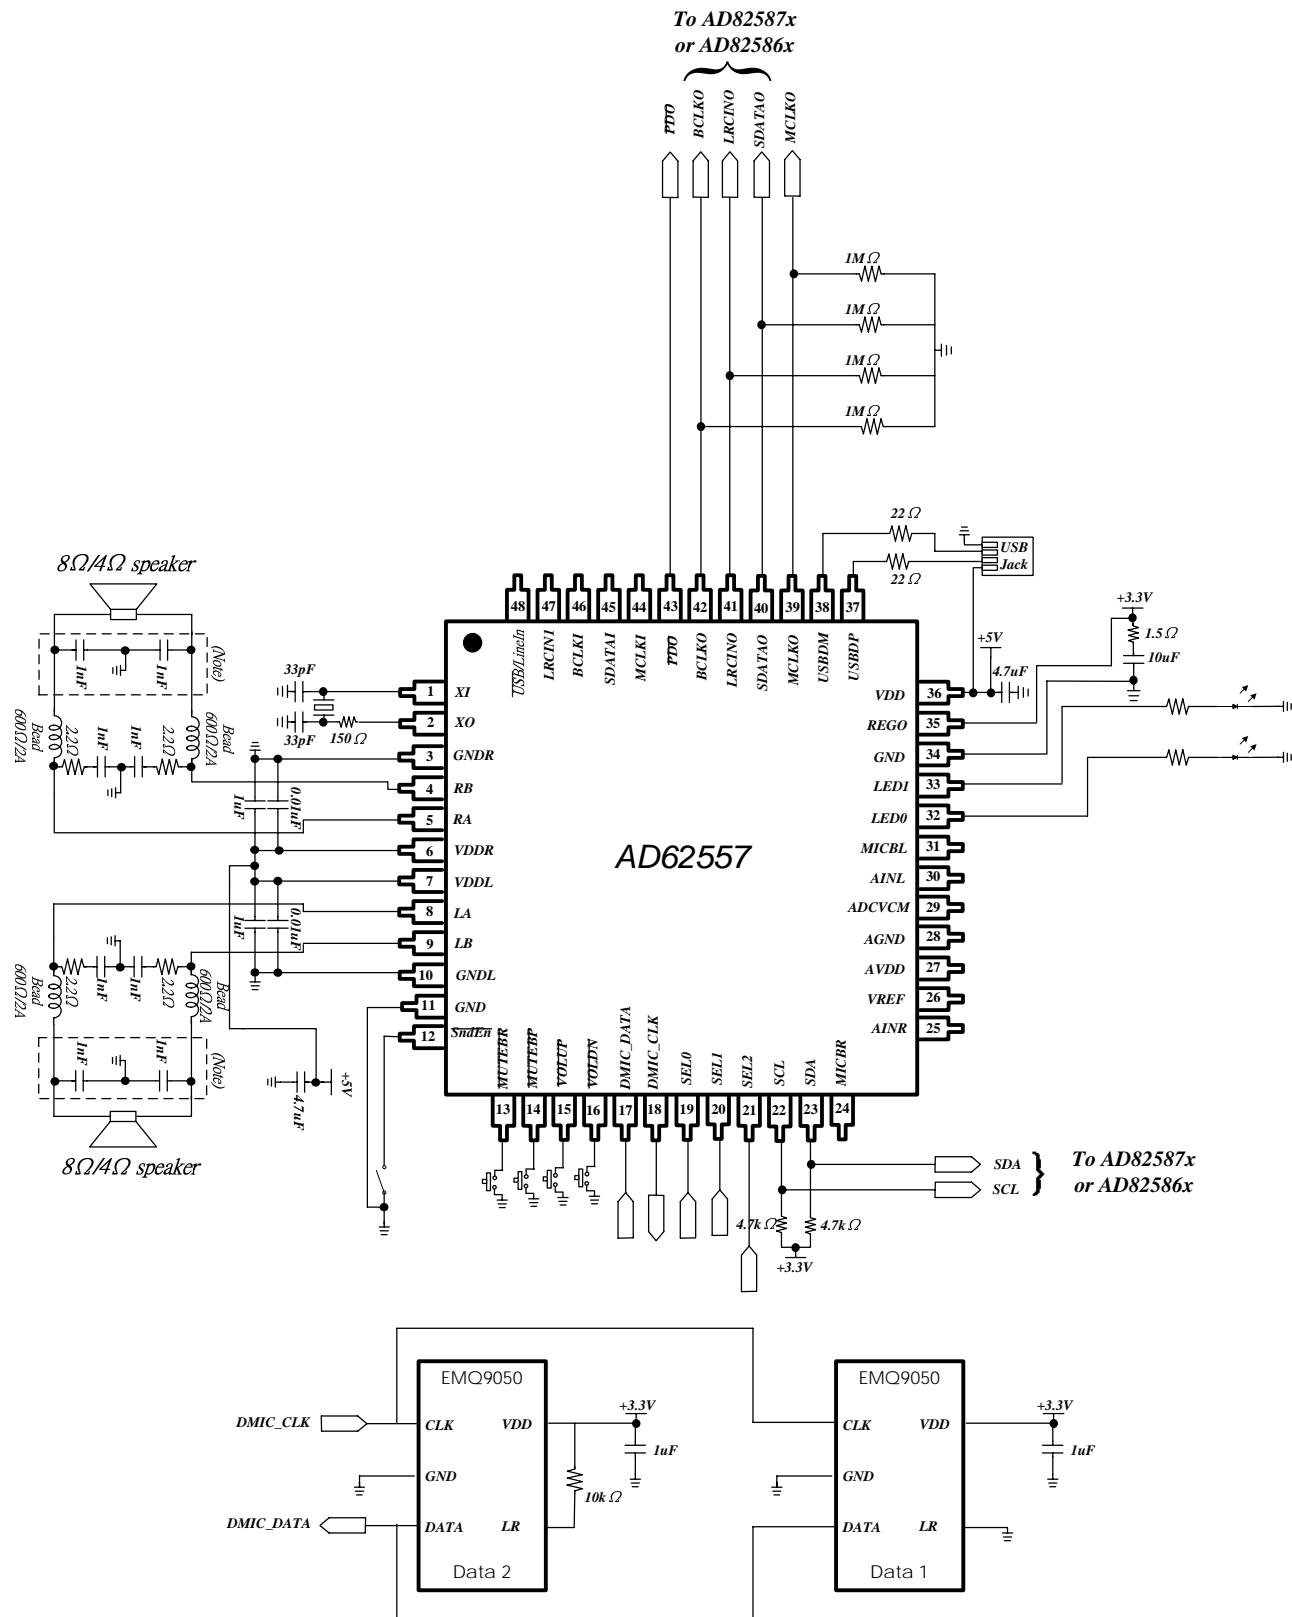 To AD82587x
or AD82586x
PDO
BCLKO
LRCINO
SDATAO
MCLKO
1MΩ
1MΩ
1MΩ
1MΩ
22Ω
22Ω
USB
Jack
+3.3V
1.5Ω
10uF
+5V
4.7uF
8Ω/4Ω speaker
(Note)
1nF
1nF
Bead
600Ω/2A
2.2Ω
1nF
1nF
2.2Ω
Bead
600Ω/2A
33pF
33pF
150Ω
1uF
0.01uF
1uF
0.01uF
48
47
46
45
44
43
42
41
40
39
38
37
USB/LineIn
LRCINI
BCLKI
SDATAI
MCLKI
PDO
BCLKO
LRCINO
SDATAO
MCLKO
USBDM
USBDP
1 XI
2 XO
3 GNDR
4 RB
5 RA
6 VDDR
7 VDDL
8 LA
9 LB
10 GNDL
11 GND
12 SndEn
AD62557
VDD 36
REGO 35
GND 34
LED1 33
LED0 32
MICBL 31
AINL 30
ADCVCM 29
AGND 28
AVDD 27
VREF 26
AINR 25
MUTEBR
MUTEBP
VOLUP
VOLDN
DMIC_DATA
DMIC_CLK
SEL0
SEL1
SEL2
SCL
SDA
MICBR
13
14
15
16
17
18
19
20
21
22
23
24
Bead
600Ω/2A
2.2Ω
1nF
1nF
2.2Ω
Bead
600Ω/2A
1nF
1nF
(Note)
8Ω/4Ω speaker
4.7uF
+5V
SDA
SCL
To AD82587x
or AD82586x
4.7kΩ
4.7kΩ
+3.3V
EMQ9050
DMIC_CLK
CLK
VDD
+3.3V
1uF
GND
10kΩ
DMIC_DATA
DATA
LR
Data 2
EMQ9050
CLK
VDD
+3.3V
1uF
GND
DATA
LR
Data 1